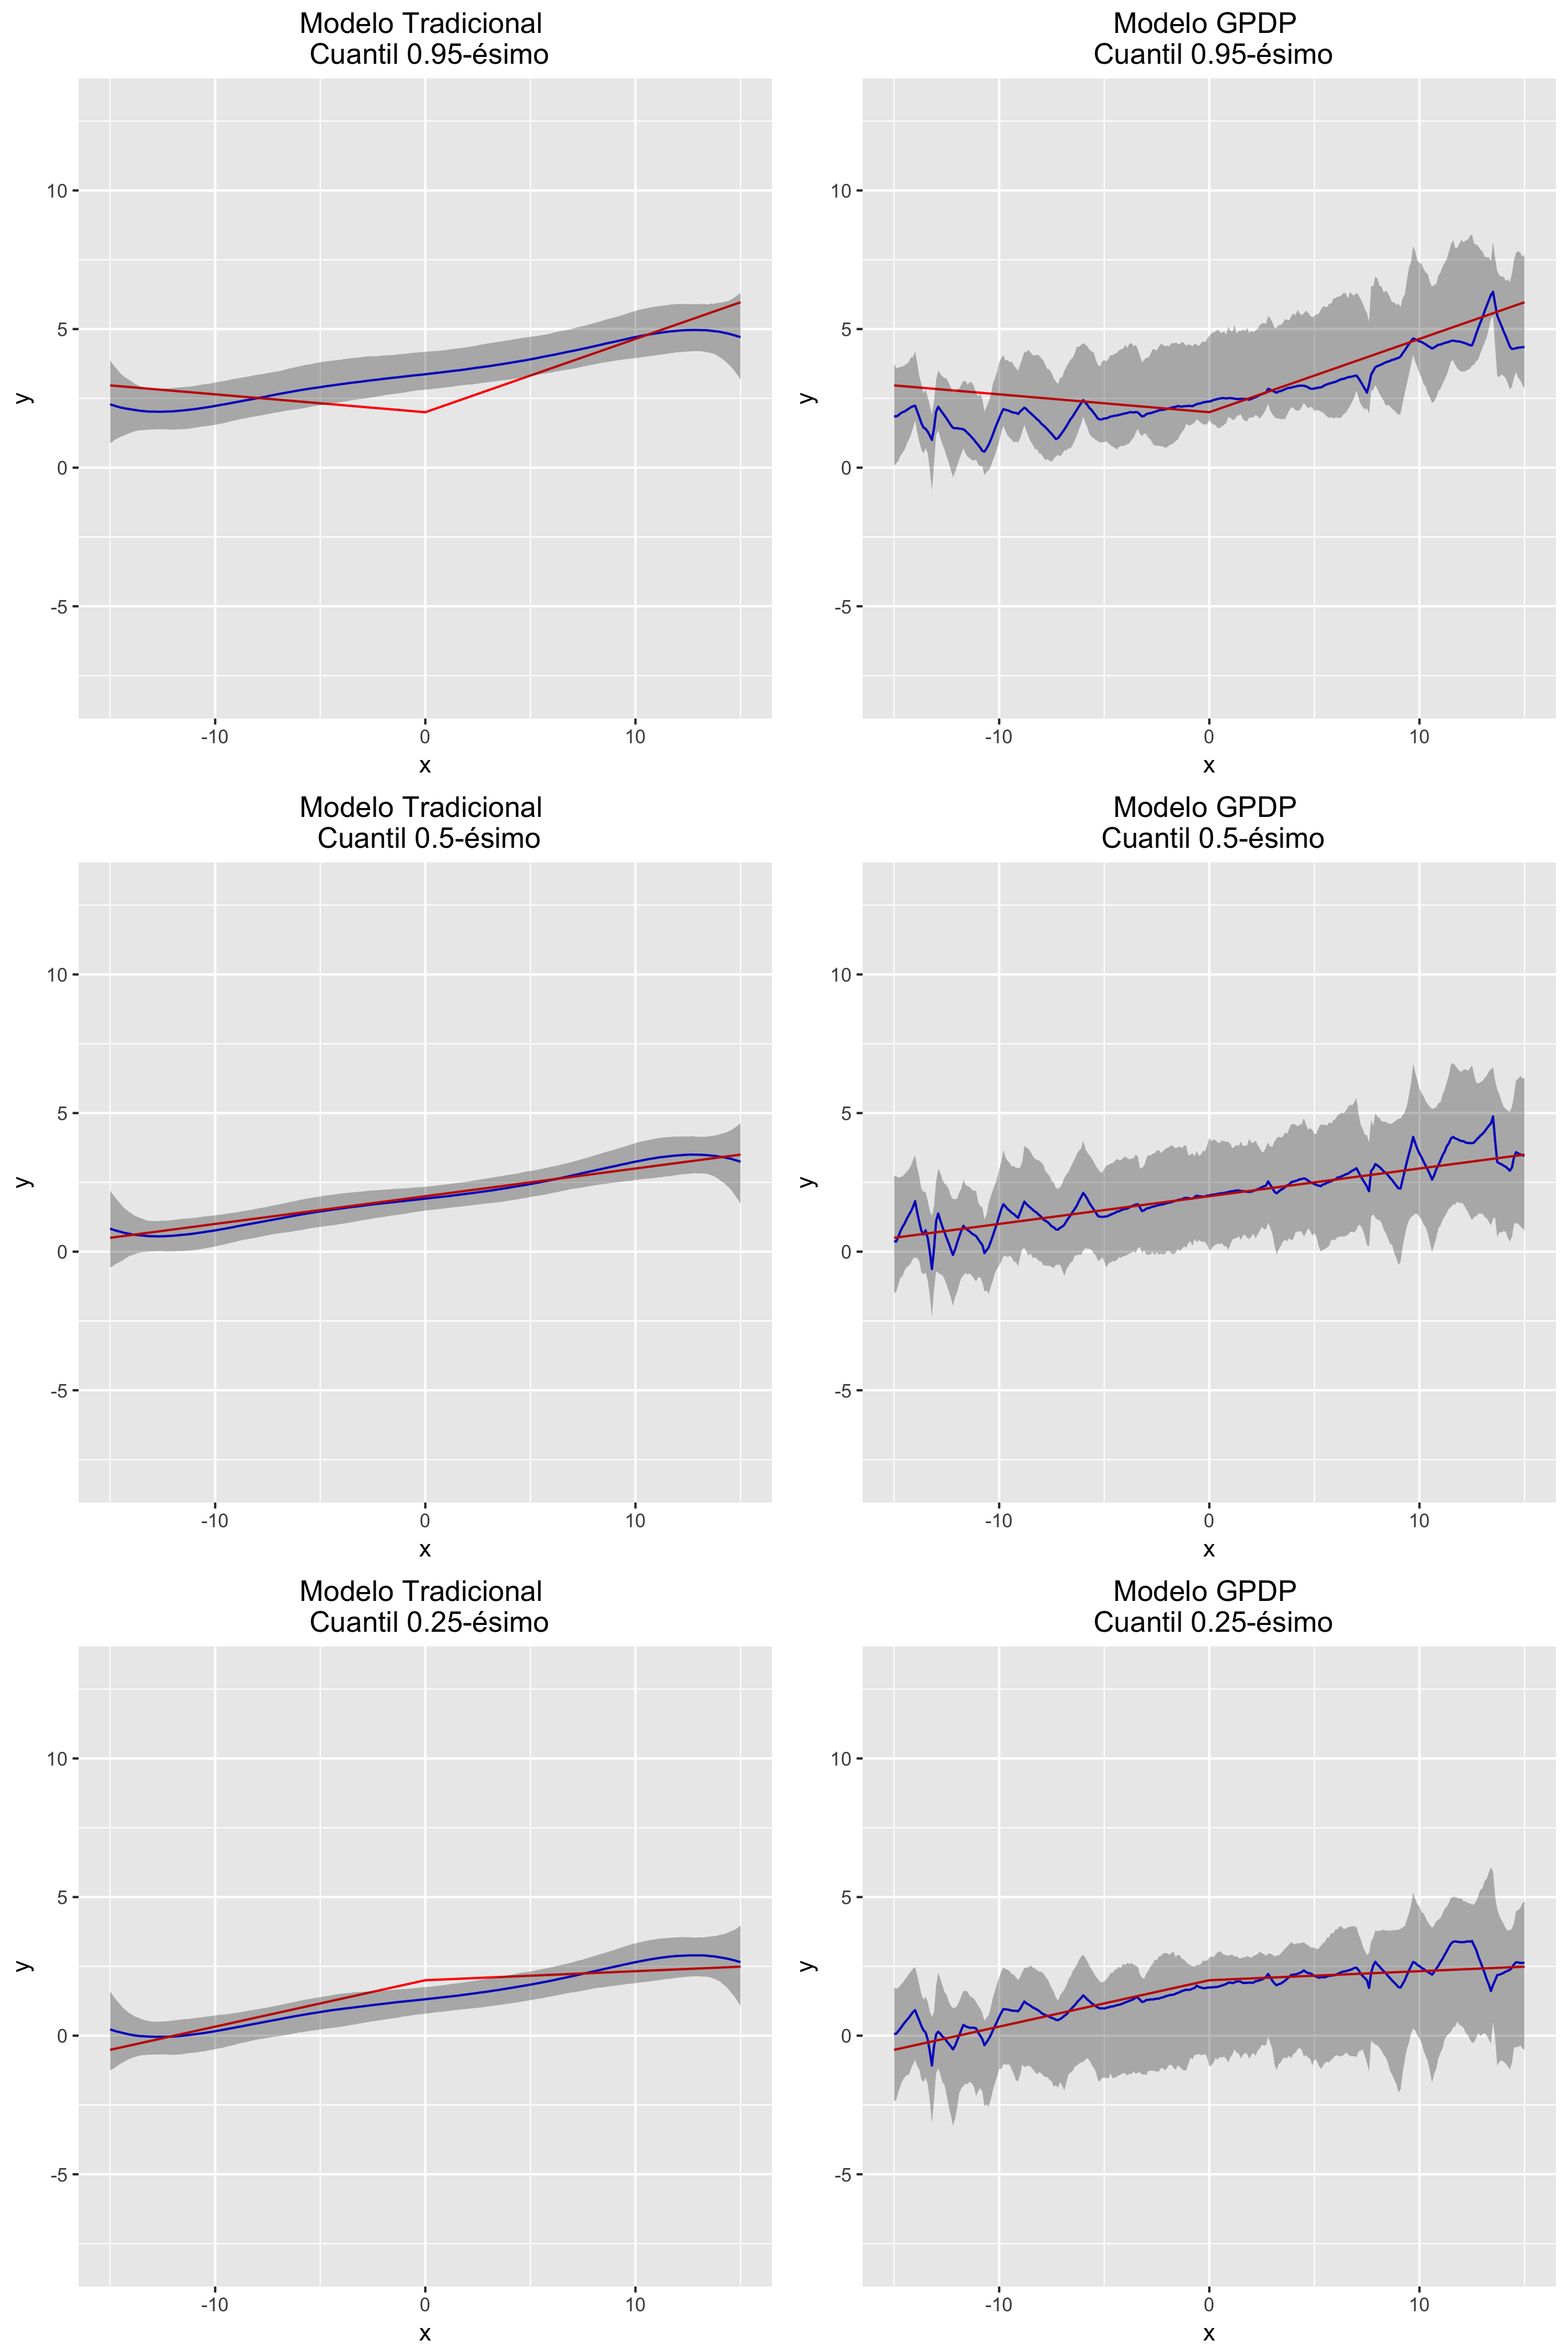 Modelo Tradicional
Cuantil 0.95-ésimo
10
5
0
-5
y
-10 0 10
x
Modelo GPDP
Cuantil 0.95-ésimo
10
5
0
-5
y
-10 0 10
x
Modelo Tradicional
Cuantil 0.5-ésimo
10
5
0
-5
y
-10 0 10
x
Modelo GPDP
Cuantil 0.5-ésimo
10
5
0
-5
y
-10 0 10
x
Modelo Tradicional
Cuantil 0.25-ésimo
10
5
0
-5
y
-10 0 10
x
Modelo GPDP
Cuantil 0.25-ésimo
10
5
0
-5
y
-10 0 10
x